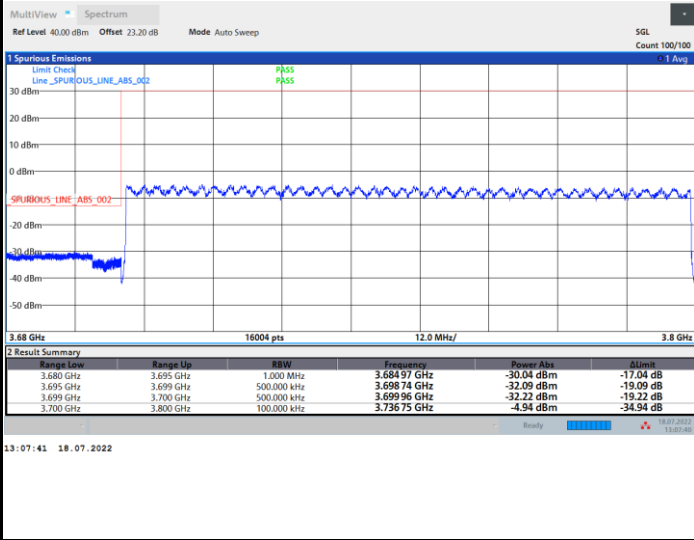 MultiView Spectrum
Ref Level 40.00 dBm Offset 23.20 dB Mode Auto Sweep SGL
Count 100/100
1 Spurious Emissions 1 Avg
Limit Check PASS
Line _SPURIOUS_LINE_ABS_002 PASS
30 dBm
20 dBm
10 dBm
0 dBm
_SPURIOUS_LINE_ABS_002
-20 dBm
-30 dBm
-40 dBm
-50 dBm
3.68 GHz 16004 pts 12.0 MHz/ 3.8 GHz
2 Result Summary
Range Low Range Up RBW Frequency Power Abs ΔLimit
3.680 GHz 3.695 GHz 1.000 MHz 3.684 97 GHz -30.04 dBm -17.04 dB
3.695 GHz 3.699 GHz 500.000 kHz 3.698 74 GHz -32.09 dBm -19.09 dB
3.699 GHz 3.700 GHz 500.000 kHz 3.699 96 GHz -32.22 dBm -19.22 dB
3.700 GHz 3.800 GHz 100.000 kHz 3.736 75 GHz -4.94 dBm -34.94 dB
Ready 18.07.2022
13:07:40
13:07:41 18.07.2022